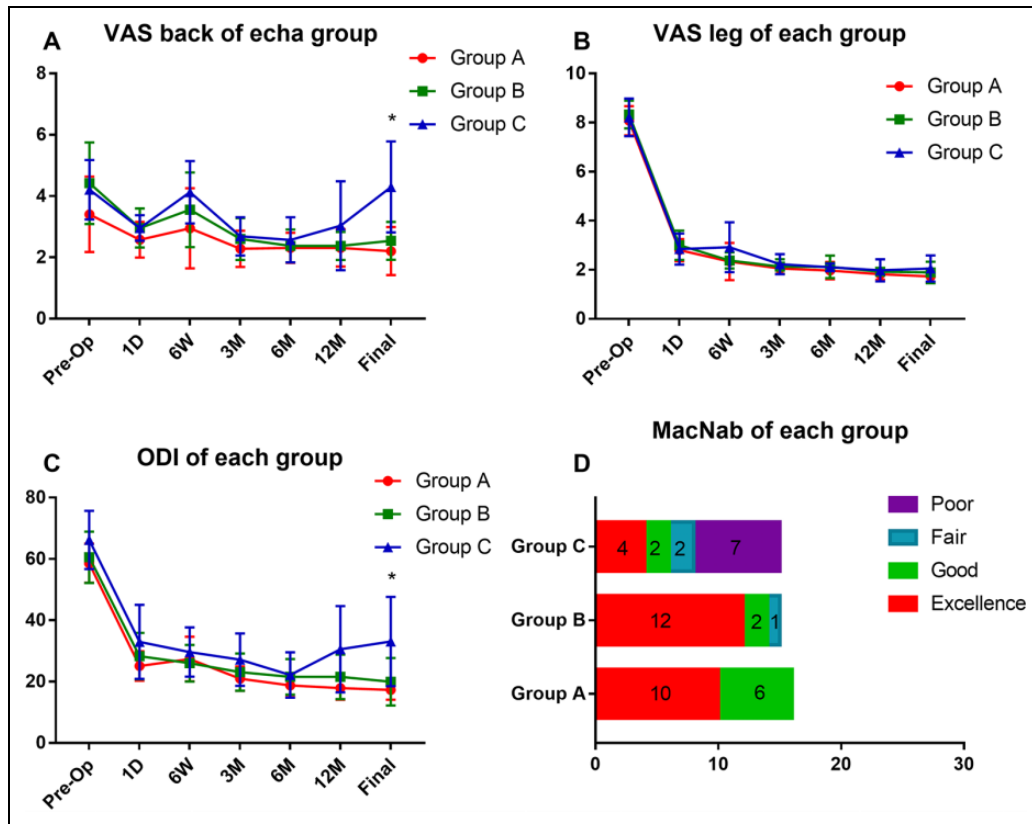 A
VAS back of echa group
Group A
Group B
Group C
*
8
6
4
2
0
Pre-Op
1D
6W
3M
6M
12M
Final
B
VAS leg of each group
Group A
Group B
Group C
10
8
6
4
2
0
Pre-Op
1D
6W
3M
6M
12M
Final
C
ODI of each group
Group A
Group B
Group C
*
80
60
40
20
0
Pre-Op
1D
6W
3M
6M
12M
Final
MacNab of each group
D
Poor
Fair
Good
Excellence
Group C
4 2 2 7
Group B
12 2 1
Group A
10 6
0 10 20 30